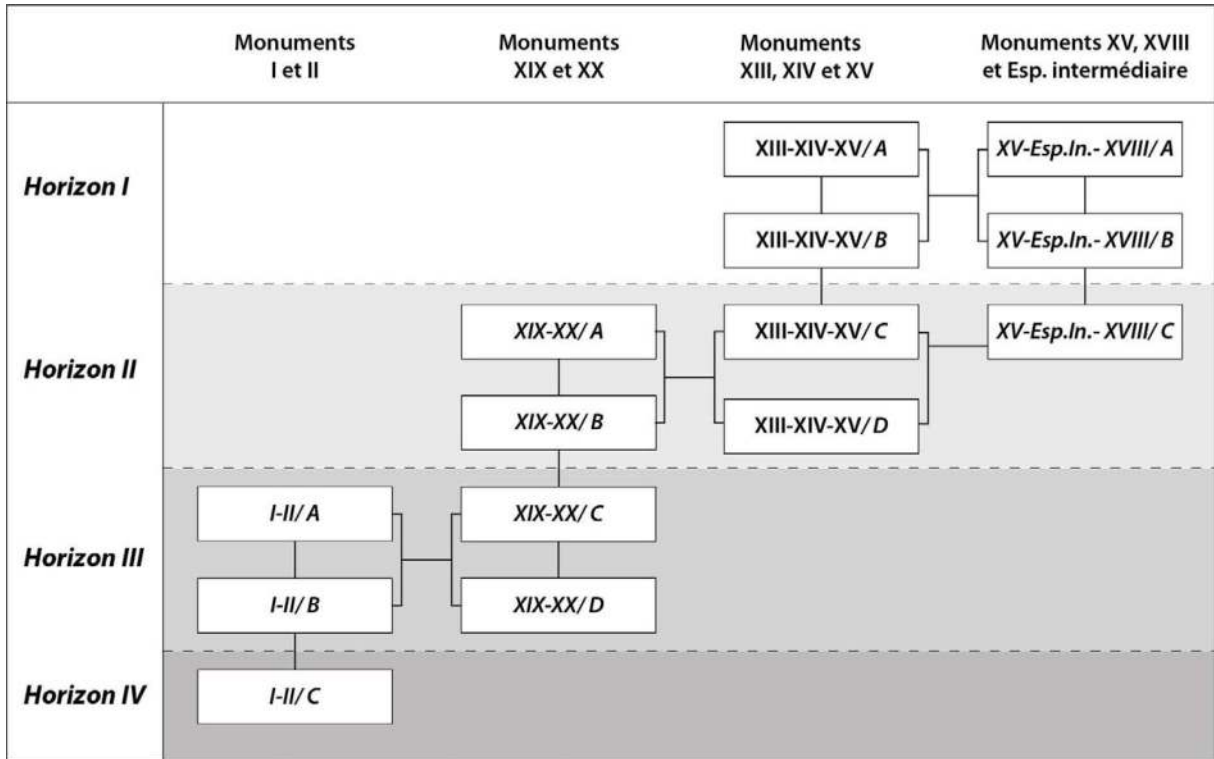 Monuments
I et II
Monuments
XIX et XX
Monuments
XIII, XIV et XV
Monuments XV, XVIII
et Esp. intermédiaire
Horizon I
XIII-XIV-XV/ A
XV-Esp.In.- XVIII/ A
XIII-XIV-XV/ B
XV-Esp.In.- XVIII/ B
Horizon II
XIX-XX/ A
XIII-XIV-XV/ C
XV-Esp.In.- XVIII/ C
XIX-XX/ B
XIII-XIV-XV/ D
Horizon III
I-II/ A
XIX-XX/ C
I-II/ B
XIX-XX/ D
Horizon IV
I-II/ C